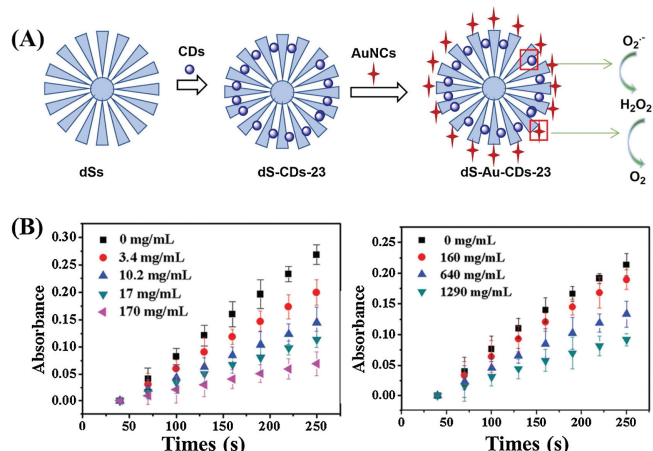 (A)
CDs
AuNCs
O₂·⁻
H₂O₂
O₂
dSs
dS-CDs-23
dS-Au-CDs-23
(B)
0 mg/mL
3.4 mg/mL
10.2 mg/mL
17 mg/mL
170 mg/mL
Absorbance
0.30
0.25
0.20
0.15
0.10
0.05
0.00
0 50 100 150 200 250
Times (s)
0 mg/mL
160 mg/mL
640 mg/mL
1290 mg/mL
Absorbance
0.25
0.20
0.15
0.10
0.05
0.00
0 50 100 150 200 250
Times (s)